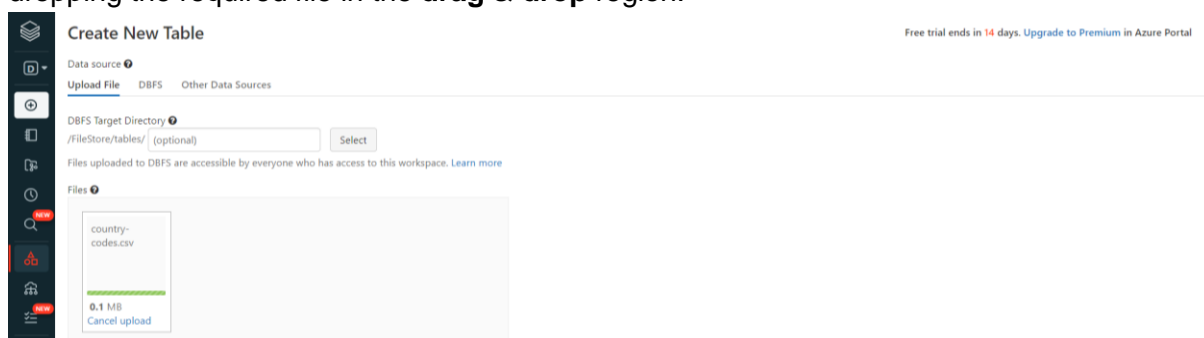 dropping the required file in the drag & drop region.
Create New Table
Free trial ends in 14 days. Upgrade to Premium in Azure Portal
D
Data source
Upload File DBFS Other Data Sources
DBFS Target Directory
/FileStore/tables/ (optional) Select
Files uploaded to DBFS are accessible by everyone who has access to this workspace. Learn more
Files
NEW
country-
codes.csv
0.1 MB
NEW
Cancel upload